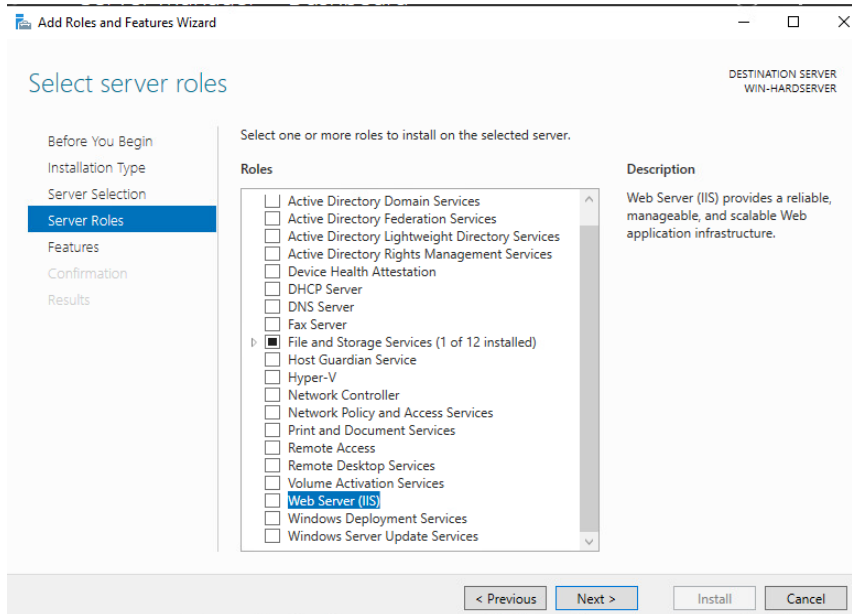 Add Roles and Features Wizard
Select server roles
DESTINATION SERVER
WIN-HARDSERVER
Before You Begin
Installation Type
Server Selection
Server Roles
Features
Confirmation
Results
Select one or more roles to install on the selected server.
Roles
Active Directory Domain Services
Active Directory Federation Services
Active Directory Lightweight Directory Services
Active Directory Rights Management Services
Device Health Attestation
DHCP Server
DNS Server
Fax Server
File and Storage Services (1 of 12 installed)
Host Guardian Service
Hyper-V
Network Controller
Network Policy and Access Services
Print and Document Services
Remote Access
Remote Desktop Services
Volume Activation Services
Web Server (IIS)
Windows Deployment Services
Windows Server Update Services
Description
Web Server (IIS) provides a reliable,
manageable, and scalable Web
application infrastructure.
< Previous
Next >
Install
Cancel